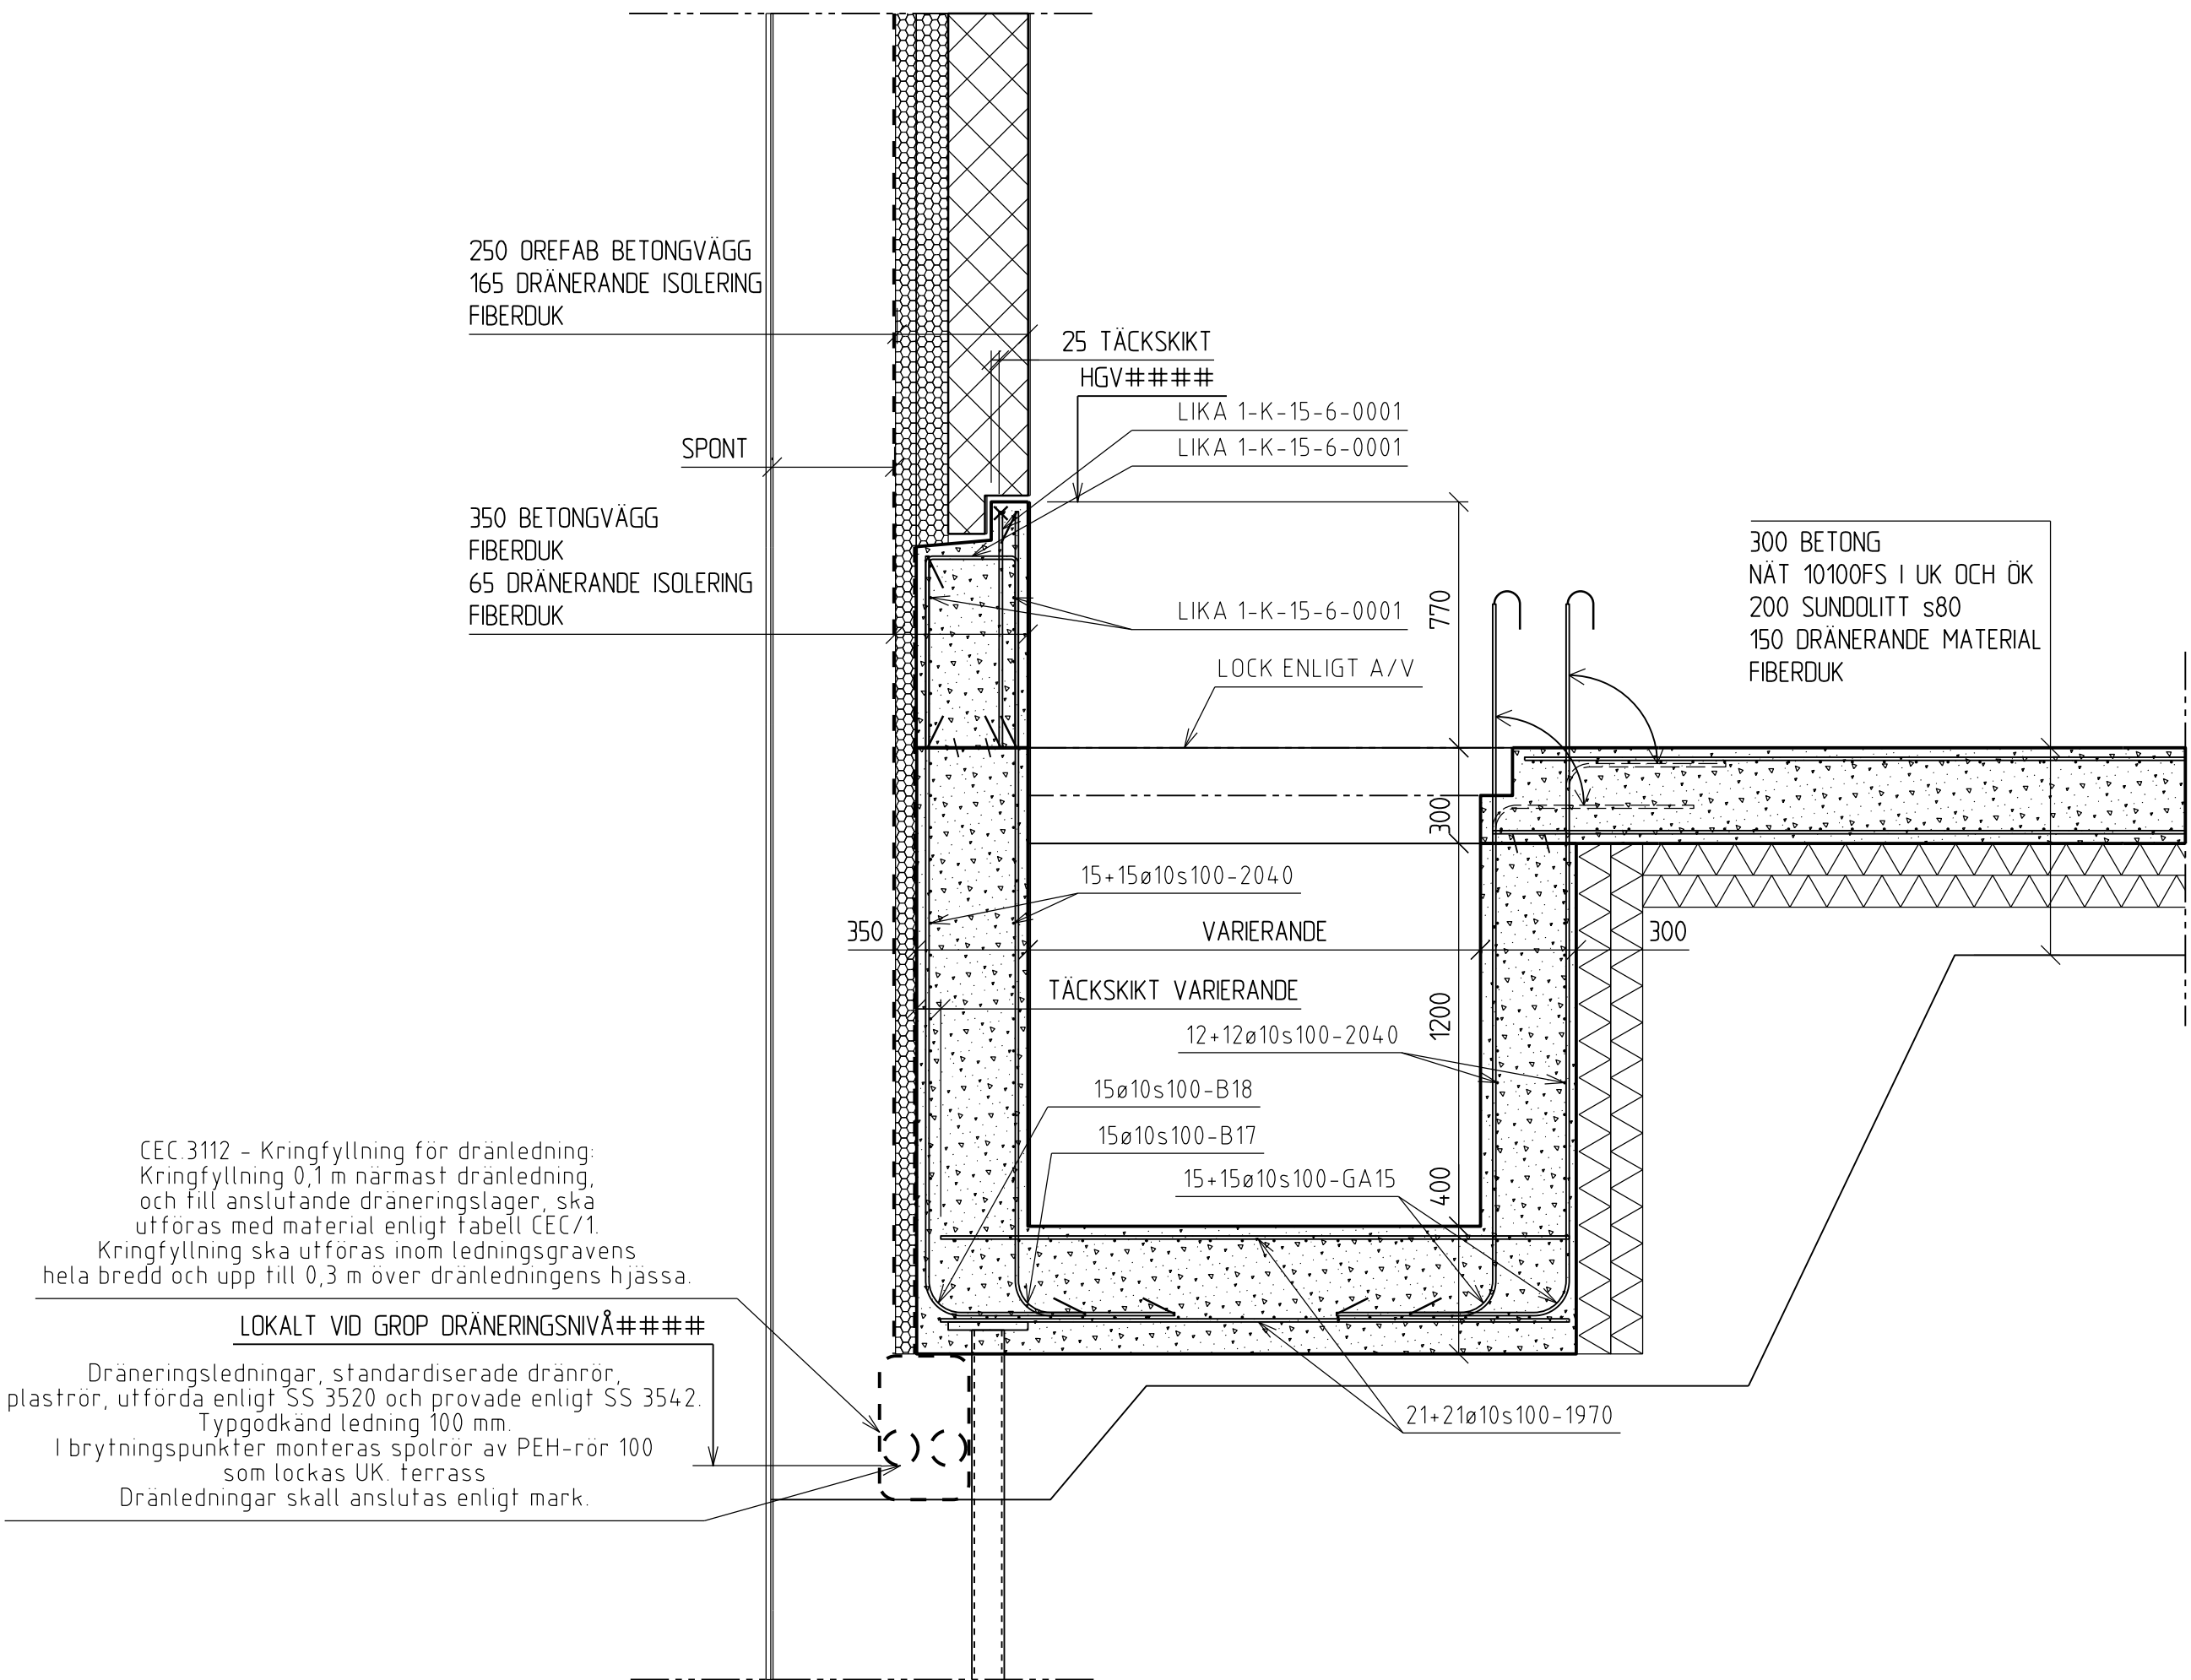 250 OREFAB BETONGVÄGG
165 DRÄNERANDE ISOLERING
FIBERDUK
25 TÄCKSKIKT
HGV####
LIKA 1-K-15-6-0001
LIKA 1-K-15-6-0001
SPONT
350 BETONGVÄGG
FIBERDUK
65 DRÄNERANDE ISOLERING
FIBERDUK
300 BETONG
NÄT 10100FS I UK OCH ÖK
200 SUNDOLITT s80
150 DRÄNERANDE MATERIAL
FIBERDUK
LIKA 1-K-15-6-0001
770
LOCK ENLIGT A/V
300
15+15ø10s100-2040
350
VARIERANDE
300
TÄCKSKIKT VARIERANDE
1200
12+12ø10s100-2040
15ø10s100-B18
15ø10s100-B17
15+15ø10s100-GA15
400
CEC.3112 - Kringfyllning för dränledning:
Kringfyllning 0,1 m närmast dränledning,
och till anslutande dräneringslager, ska
utföras med material enligt tabell CEC/1.
Kringfyllning ska utföras inom ledningsgravens
hela bredd och upp till 0,3 m över dränledningens hjässa.
LOKALT VID GROP DRÄNERINGSNIVÅ####
Dräneringsledningar, standardiserade dränrör,
plaströr, utförda enligt SS 3520 och provade enligt SS 3542.
Typgodkänd ledning 100 mm.
I brytningspunkter monteras spolrör av PEH-rör 100
som lockas UK. terrass
Dränledningar skall anslutas enligt mark.
21+21ø10s100-1970